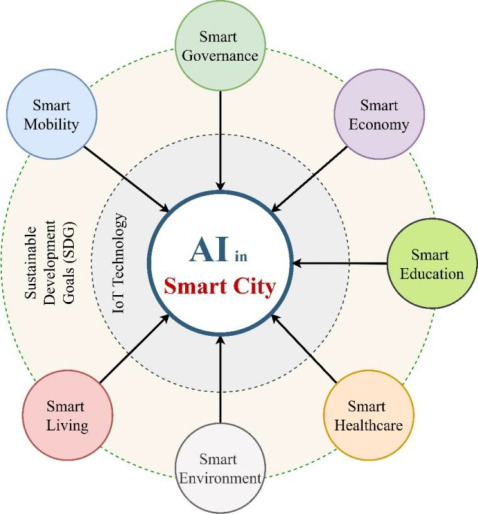 Smart
Governance
Smart
Mobility
Smart
Economy
Sustainable
Development
Goals (SDG)
IoT Technology
AI in
Smart City
Smart
Education
Smart
Living
Smart
Healthcare
Smart
Environment